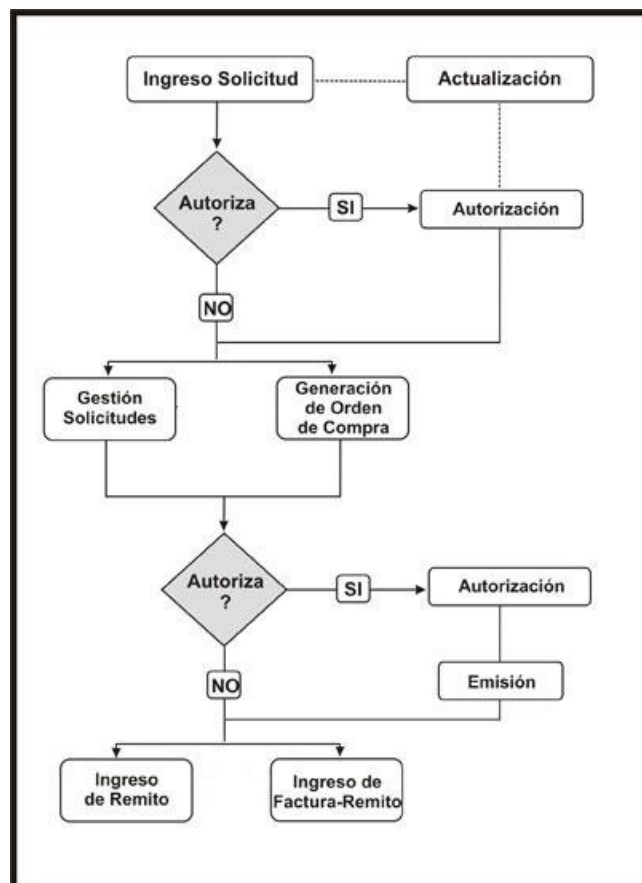 Ingreso Solicitud
Actualización
Autoriza
?
SI
Autorización
NO
Gestión
Solicitudes
Generación
de Orden
de Compra
Autoriza
?
SI
Autorización
NO
Emisión
Ingreso
de Remito
Ingreso de
Factura-Remito